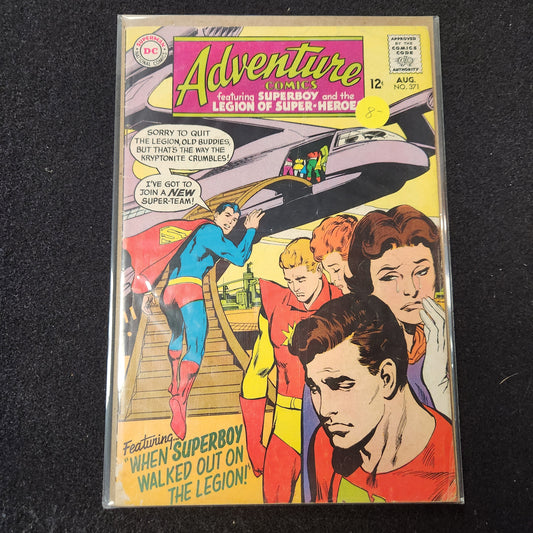 SUPERMAN
DC
NATIONAL COMICS
Adventure
COMICS
featuring SUPERBOY and the
LEGION OF SUPER-HEROE
12¢
APPROVED
BY THE
COMICS
CODE
AUTHORITY
AUG.
NO. 371
8-
SORRY TO QUIT
THE LEGION, OLD BUDDIES,
BUT THAT'S THE WAY THE
KRYPTONITE CRUMBLES!
I'VE GOT TO
JOIN A NEW
SUPER-TEAM!
Featuring...
"WHEN SUPERBOY
WALKED OUT ON
THE LEGION!"